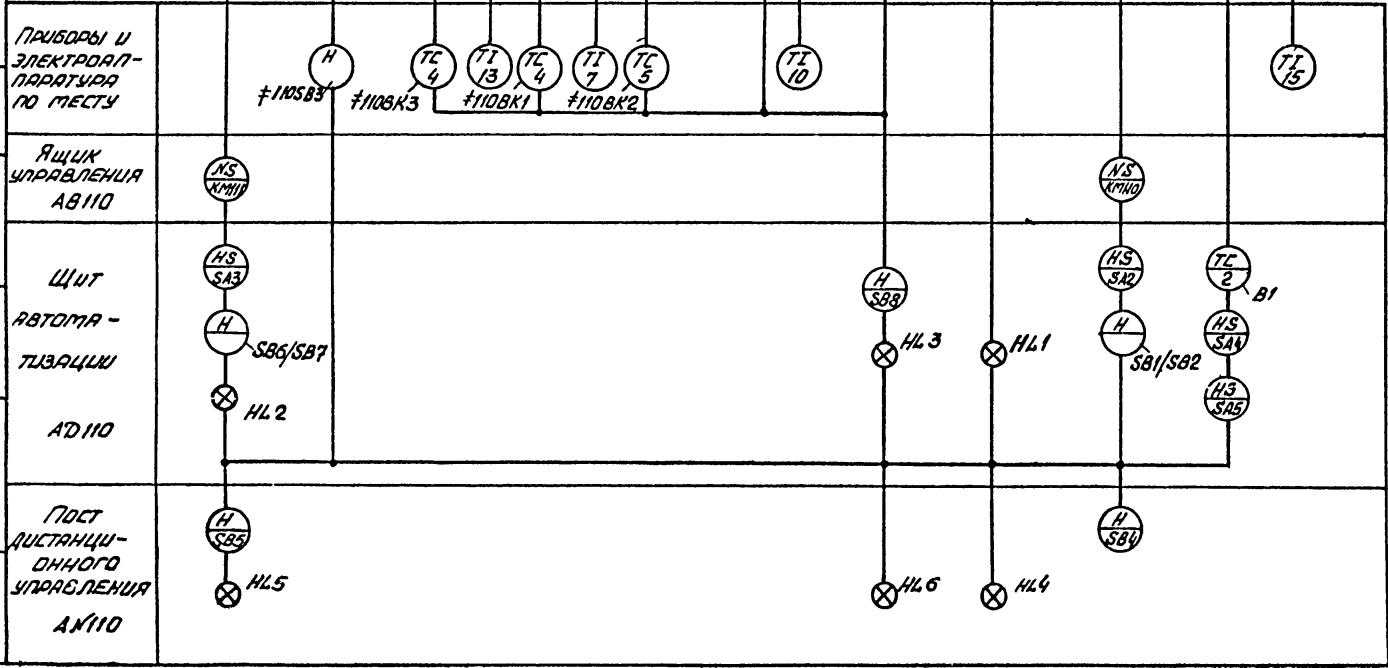 ПРИБОРЫ И
ЭЛЕКТРОАП-
ПАРАТУРА
ПО МЕСТУ
H
≠110SB3
TC
4
≠110BK3
TI
13
TC
4
≠110BK1
TI
7
TC
5
≠110BK2
TI
10
TI
15
ЯЩИК
УПРАВЛЕНИЯ
AB110
NS
NS
ЩИТ
АВТОМА-
ТИЗАЦИИ
AD110
HS
SA3
H
SB6/SB7
HL2
H
SB8
HL3
HL1
HS
SA2
H
SB1/SB2
TC
2
B1
HS
SA4
HS
SA5
ПОСТ
ДИСТАНЦИ-
ОННОГО
УПРАВЛЕНИЯ
H
SB5
HL5
HL6
HL4
H
SB4